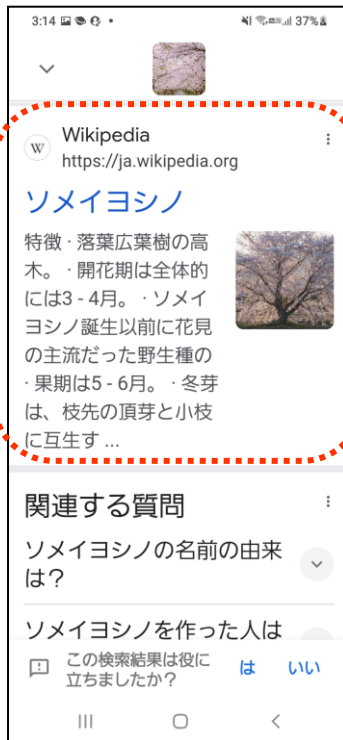 3:14 37%
W Wikipedia
https://ja.wikipedia.org
ソメイヨシノ
特徴 · 落葉広葉樹の高
木。 · 開花期は全体的
には3 - 4月。 · ソメイ
ヨシノ誕生以前に花見
の主流だった野生種の
· 果期は5 - 6月。 · 冬芽
は、枝先の頂芽と小枝
に互生す ...
関連する質問
ソメイヨシノの名前の由来
は？
ソメイヨシノを作った人は
この検索結果は役に
立ちましたか？
は いい